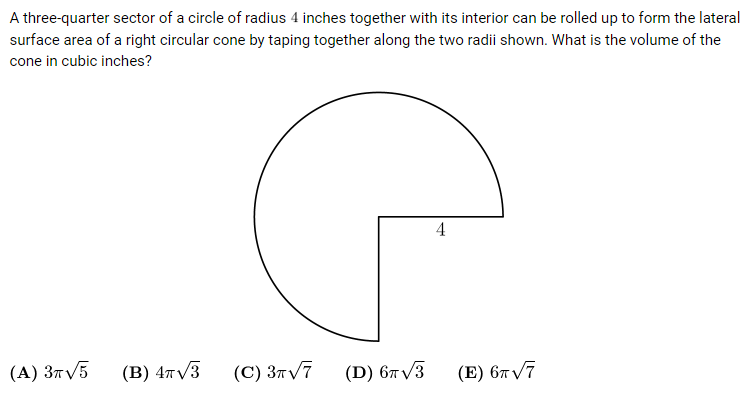 A three-quarter sector of a circle of radius 4 inches together with its interior can be rolled up to form the lateral
surface area of a right circular cone by taping together along the two radii shown. What is the volume of the
cone in cubic inches?
4
(A) 3π√5 (B) 4π√3 (C) 3π√7 (D) 6π√3 (E) 6π√7